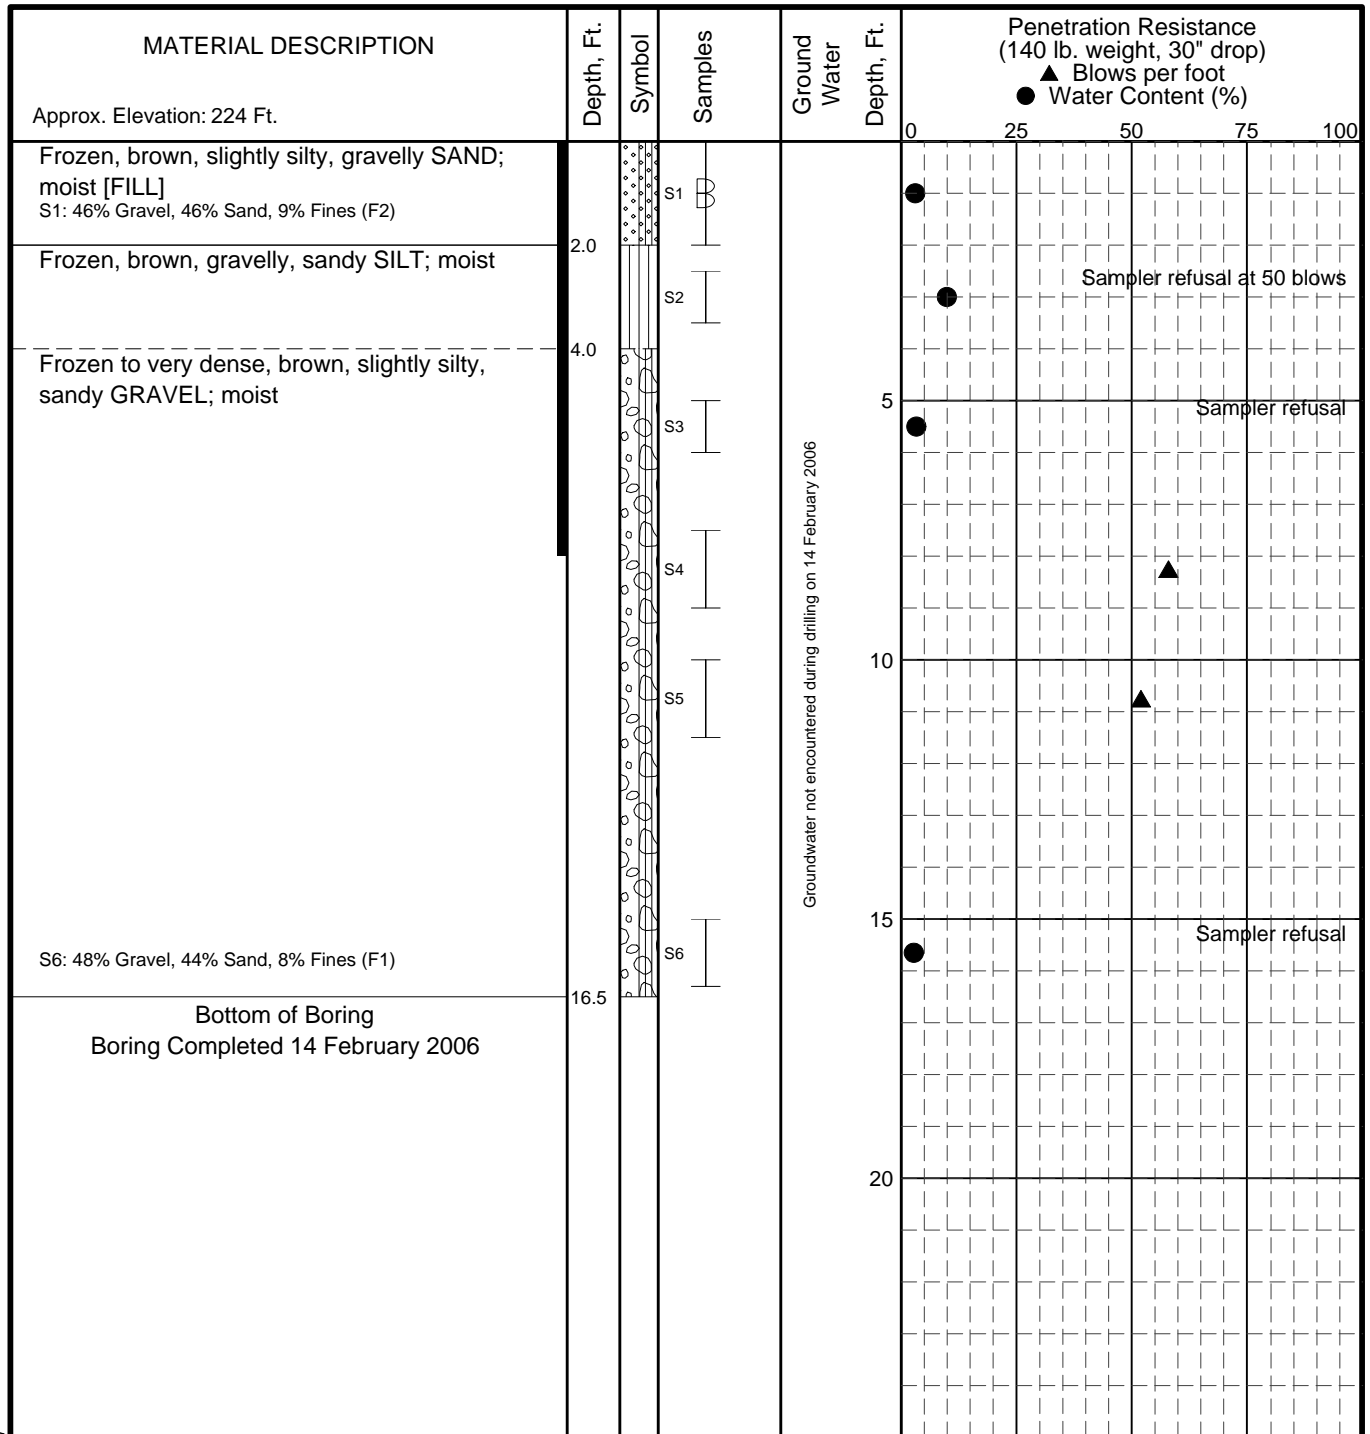 MATERIAL DESCRIPTION
Approx. Elevation: 224 Ft.
Depth, Ft.
Symbol
Samples
Ground
Water
Depth, Ft.
Penetration Resistance
(140 lb. weight, 30" drop)
▲ Blows per foot
● Water Content (%)
0 25 50 75 100
Frozen, brown, slightly silty, gravelly SAND;
moist [FILL]
S1: 46% Gravel, 46% Sand, 9% Fines (F2)
S1
2.0
Frozen, brown, gravelly, sandy SILT; moist
S2
Sampler refusal at 50 blows
4.0
Frozen to very dense, brown, slightly silty,
sandy GRAVEL; moist
5
Sampler refusal
S3
S4
Groundwater not encountered during drilling on 14 February 2006
10
S5
15
Sampler refusal
S6: 48% Gravel, 44% Sand, 8% Fines (F1)
S6
16.5
Bottom of Boring
Boring Completed 14 February 2006
20